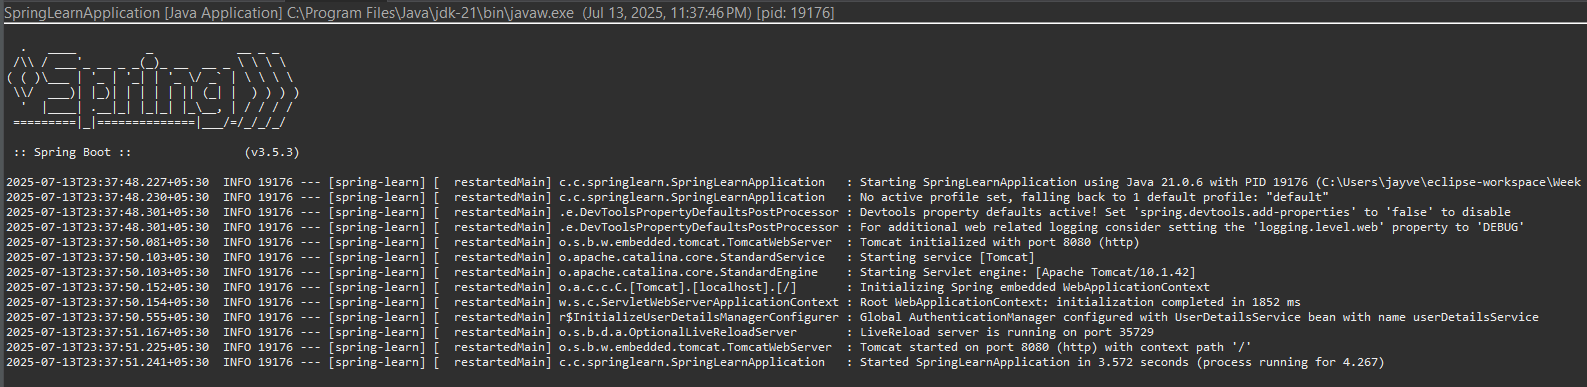 SpringLearnApplication [Java Application] C:\Program Files\Java\jdk-21\bin\javaw.exe (Jul 13, 2025, 11:37:46 PM) [pid: 19176]
  .   ____          _            __ _ _
 /\\ / ___'_ __ _ _(_)_ __  __ _ \ \ \ \
( ( )\___ | '_ | '_| | '_ \/ _` | \ \ \ \
 \\/  ___)| |_)| | | | | || (_| |  ) ) ) )
  '  |____| .__|_| |_|_| |_\__, | / / / /
 =========|_|==============|___/=/_/_/_/
 :: Spring Boot ::                (v3.5.3)
2025-07-13T23:37:48.227+05:30  INFO 19176 --- [spring-learn] [  restartedMain] c.c.springlearn.SpringLearnApplication   : Starting SpringLearnApplication using Java 21.0.6 with PID 19176 (C:\Users\jayve\eclipse-workspace\Week
2025-07-13T23:37:48.230+05:30  INFO 19176 --- [spring-learn] [  restartedMain] c.c.springlearn.SpringLearnApplication   : No active profile set, falling back to 1 default profile: "default"
2025-07-13T23:37:48.301+05:30  INFO 19176 --- [spring-learn] [  restartedMain] .e.DevToolsPropertyDefaultsPostProcessor : Devtools property defaults active! Set 'spring.devtools.add-properties' to 'false' to disable
2025-07-13T23:37:48.301+05:30  INFO 19176 --- [spring-learn] [  restartedMain] .e.DevToolsPropertyDefaultsPostProcessor : For additional web related logging consider setting the 'logging.level.web' property to 'DEBUG'
2025-07-13T23:37:50.081+05:30  INFO 19176 --- [spring-learn] [  restartedMain] o.s.b.w.embedded.tomcat.TomcatWebServer  : Tomcat initialized with port 8080 (http)
2025-07-13T23:37:50.103+05:30  INFO 19176 --- [spring-learn] [  restartedMain] o.apache.catalina.core.StandardService   : Starting service [Tomcat]
2025-07-13T23:37:50.103+05:30  INFO 19176 --- [spring-learn] [  restartedMain] o.apache.catalina.core.StandardEngine    : Starting Servlet engine: [Apache Tomcat/10.1.42]
2025-07-13T23:37:50.152+05:30  INFO 19176 --- [spring-learn] [  restartedMain] o.a.c.c.C.[Tomcat].[localhost].[/]       : Initializing Spring embedded WebApplicationContext
2025-07-13T23:37:50.154+05:30  INFO 19176 --- [spring-learn] [  restartedMain] w.s.c.ServletWebServerApplicationContext : Root WebApplicationContext: initialization completed in 1852 ms
2025-07-13T23:37:50.555+05:30  INFO 19176 --- [spring-learn] [  restartedMain] r$InitializeUserDetailsManagerConfigurer : Global AuthenticationManager configured with UserDetailsService bean with name userDetailsService
2025-07-13T23:37:51.167+05:30  INFO 19176 --- [spring-learn] [  restartedMain] o.s.b.d.a.OptionalLiveReloadServer       : LiveReload server is running on port 35729
2025-07-13T23:37:51.225+05:30  INFO 19176 --- [spring-learn] [  restartedMain] o.s.b.w.embedded.tomcat.TomcatWebServer  : Tomcat started on port 8080 (http) with context path '/'
2025-07-13T23:37:51.241+05:30  INFO 19176 --- [spring-learn] [  restartedMain] c.c.springlearn.SpringLearnApplication   : Started SpringLearnApplication in 3.572 seconds (process running for 4.267)